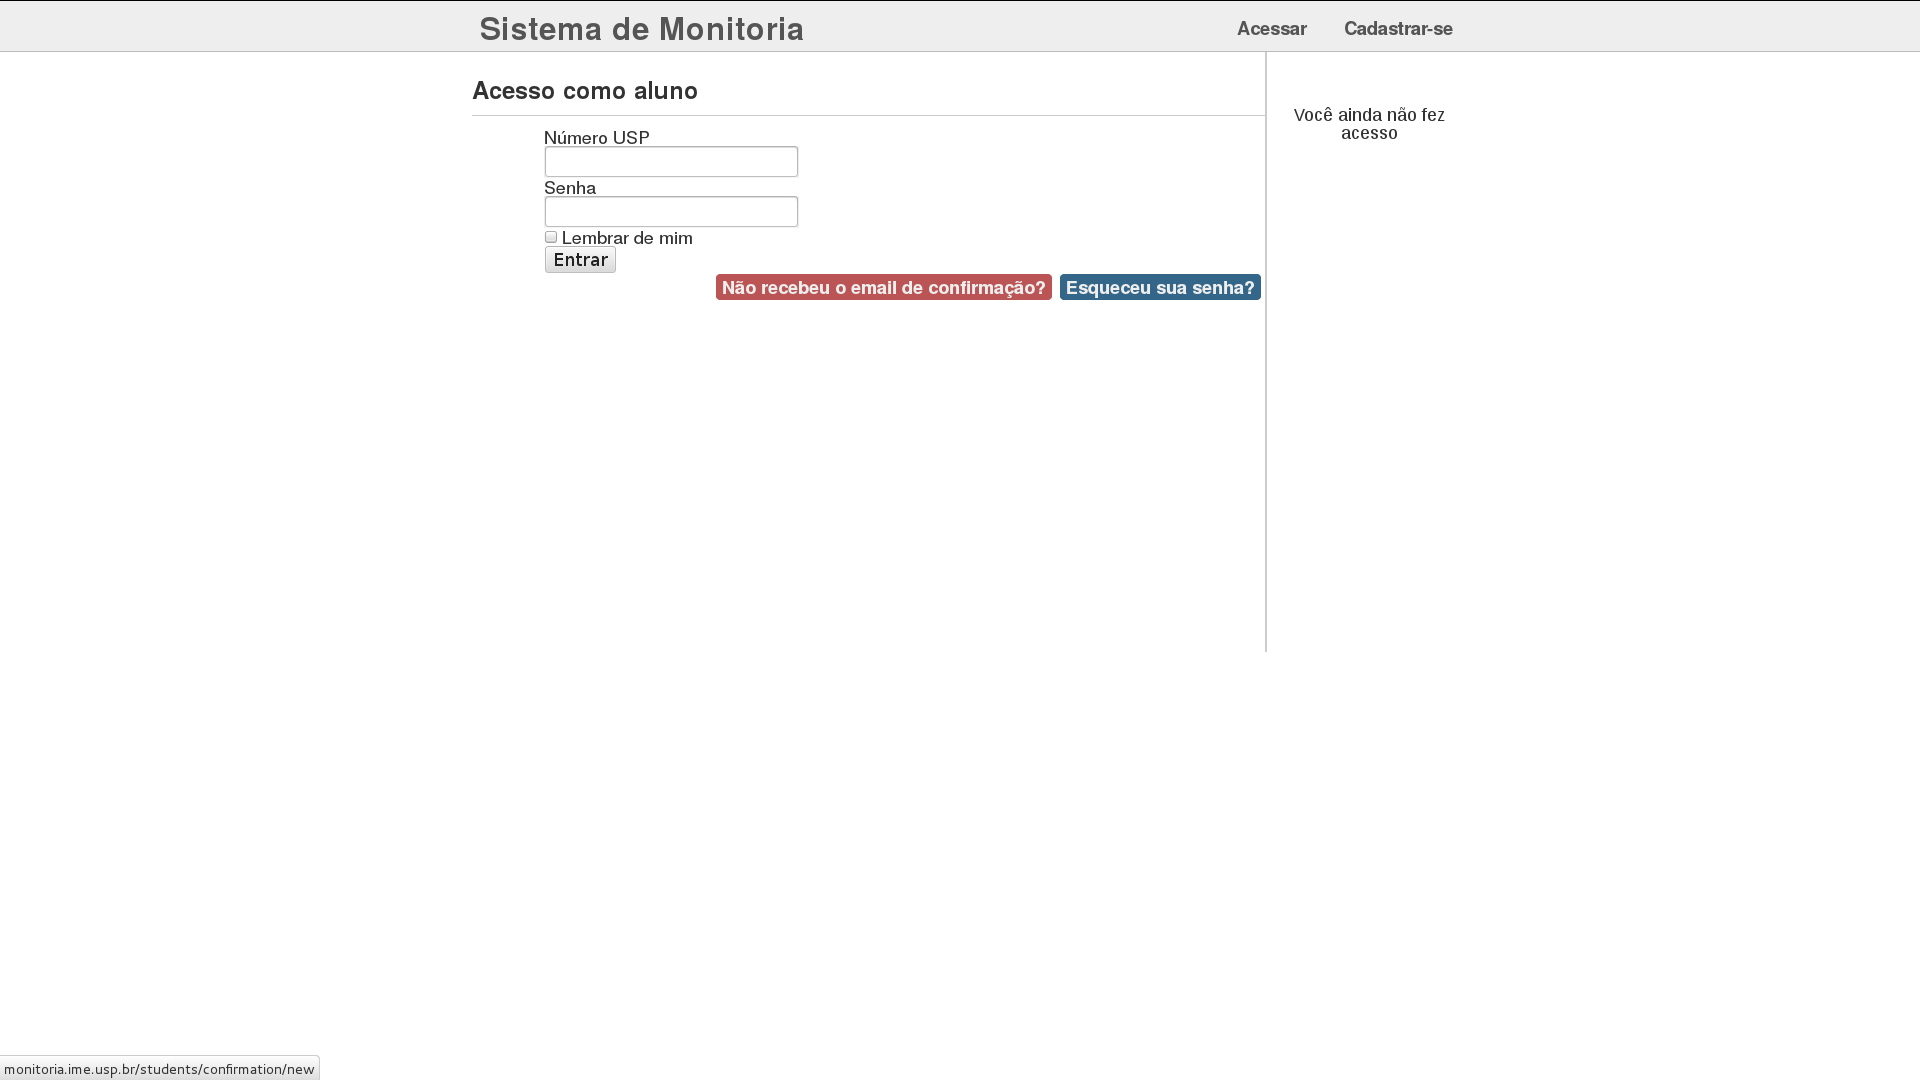 Sistema de Monitoria
Acessar
Cadastrar-se
Acesso como aluno
Você ainda não fez
acesso
Número USP
Senha
Lembrar de mim
Entrar
Não recebeu o email de confirmação?
Esqueceu sua senha?
monitoria.ime.usp.br/students/confirmation/new